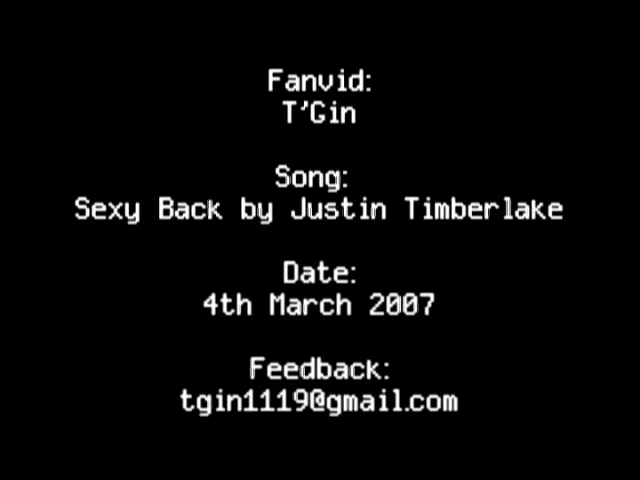 Fanvid:
T'Gin
Song:
Sexy Back by Justin Timberlake
Date:
4th March 2007
Feedback:
tgin1119@gmail.com